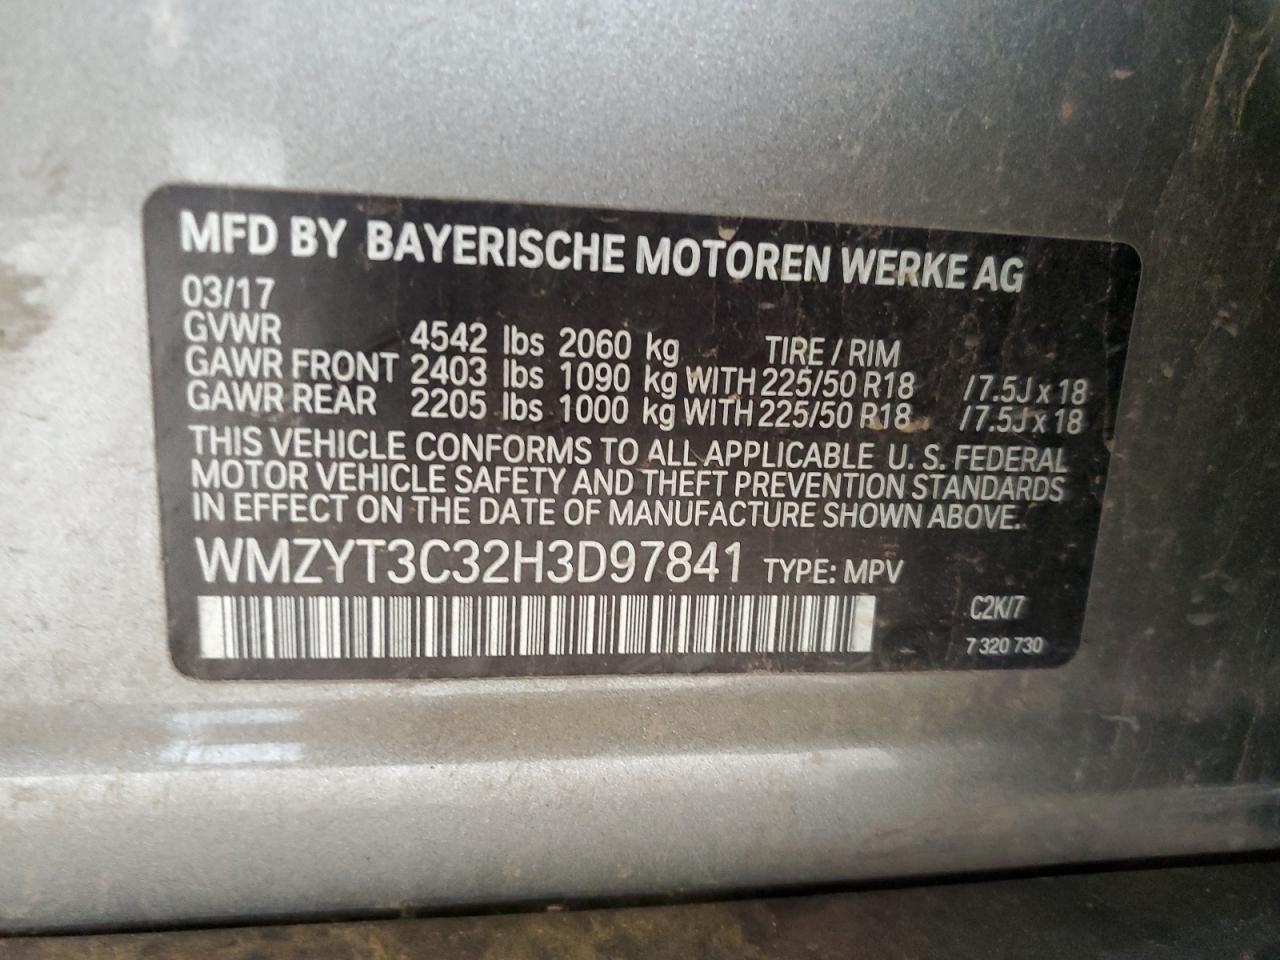 MFD BY BAYERISCHE MOTOREN WERKE AG
03/17
GVWR 4542 lbs 2060 kg TIRE / RIM
GAWR FRONT 2403 lbs 1090 kg WITH 225/50 R18 / 7.5J x 18
GAWR REAR 2205 lbs 1000 kg WITH 225/50 R18 / 7.5J x 18
THIS VEHICLE CONFORMS TO ALL APPLICABLE U. S. FEDERAL
MOTOR VEHICLE SAFETY AND THEFT PREVENTION STANDARDS
IN EFFECT ON THE DATE OF MANUFACTURE SHOWN ABOVE.
WMZYT3C32H3D97841 TYPE: MPV
C2K/7
7 320 730